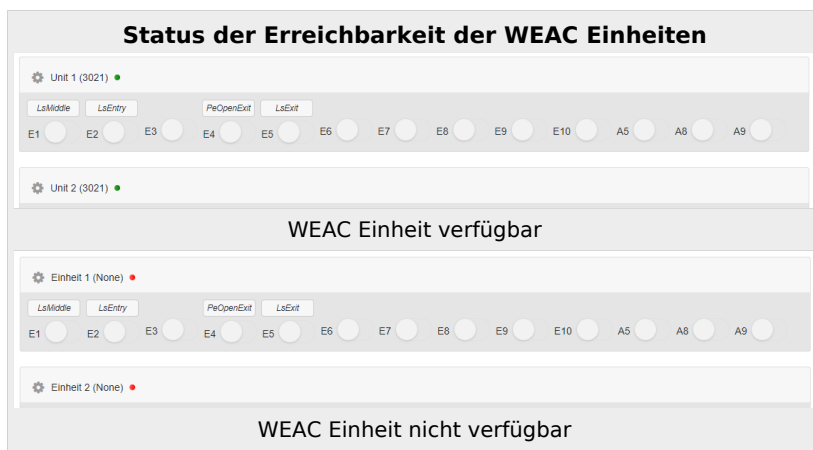 Status der Erreichbarkeit der WEAC Einheiten
Unit 1 (3021)
LsMiddle LsEntry PeOpenExit LsExit
E1 E2 E3 E4 E5 E6 E7 E8 E9 E10 A5 A8 A9
Unit 2 (3021)
WEAC Einheit verfügbar
Einheit 1 (None)
LsMiddle LsEntry PeOpenExit LsExit
E1 E2 E3 E4 E5 E6 E7 E8 E9 E10 A5 A8 A9
Einheit 2 (None)
WEAC Einheit nicht verfügbar